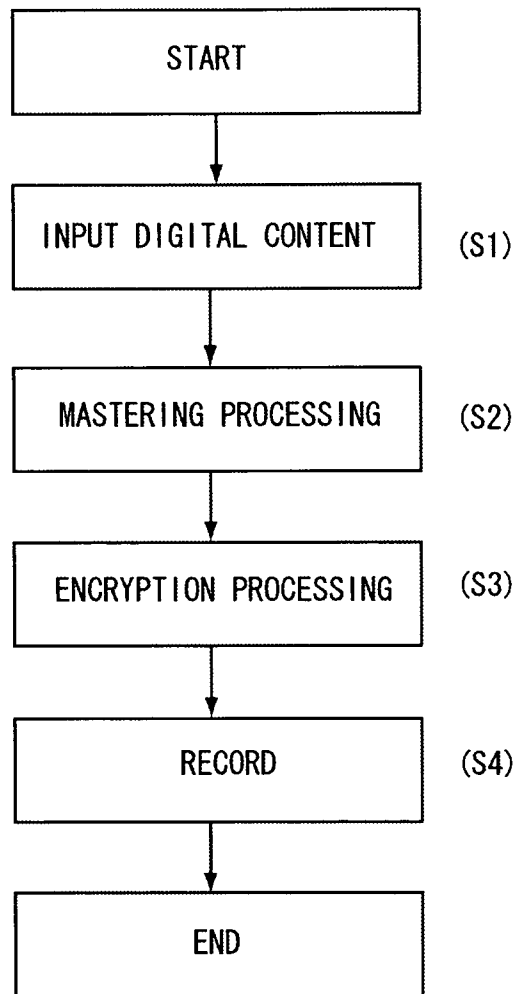 START
INPUT DIGITAL CONTENT (S1)
MASTERING PROCESSING (S2)
ENCRYPTION PROCESSING (S3)
RECORD (S4)
END